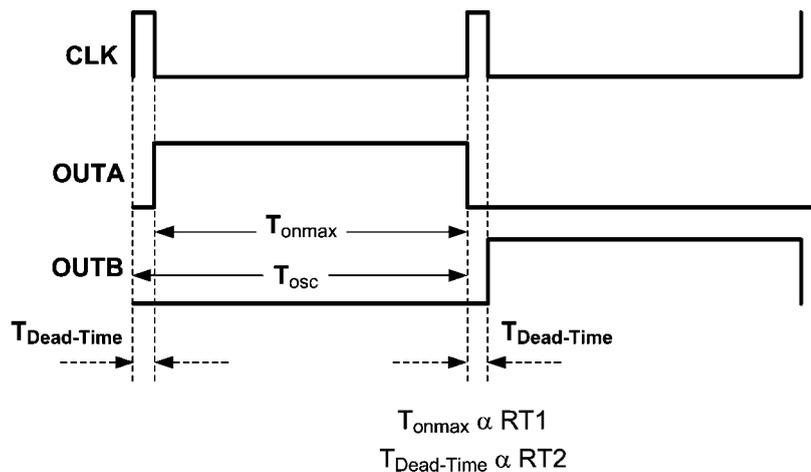 CLK
OUTA
Tonmax
OUTB
Tosc
TDead-Time TDead-Time
Tonmax α RT1
TDead-Time α RT2